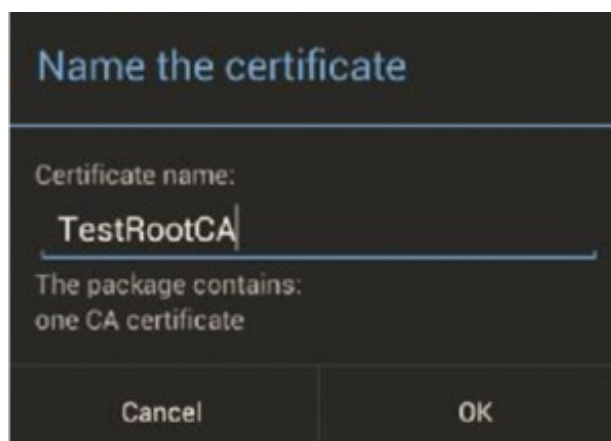 Name the certificate
Certificate name:
TestRootCA
The package contains:
one CA certificate
Cancel
OK